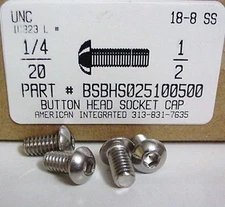 UNC 18-8 SS
1/4 1
20 2
PART # BSBHS025100500
BUTTON HEAD SOCKET CAP
AMERICAN INTEGRATED 313-831-7635